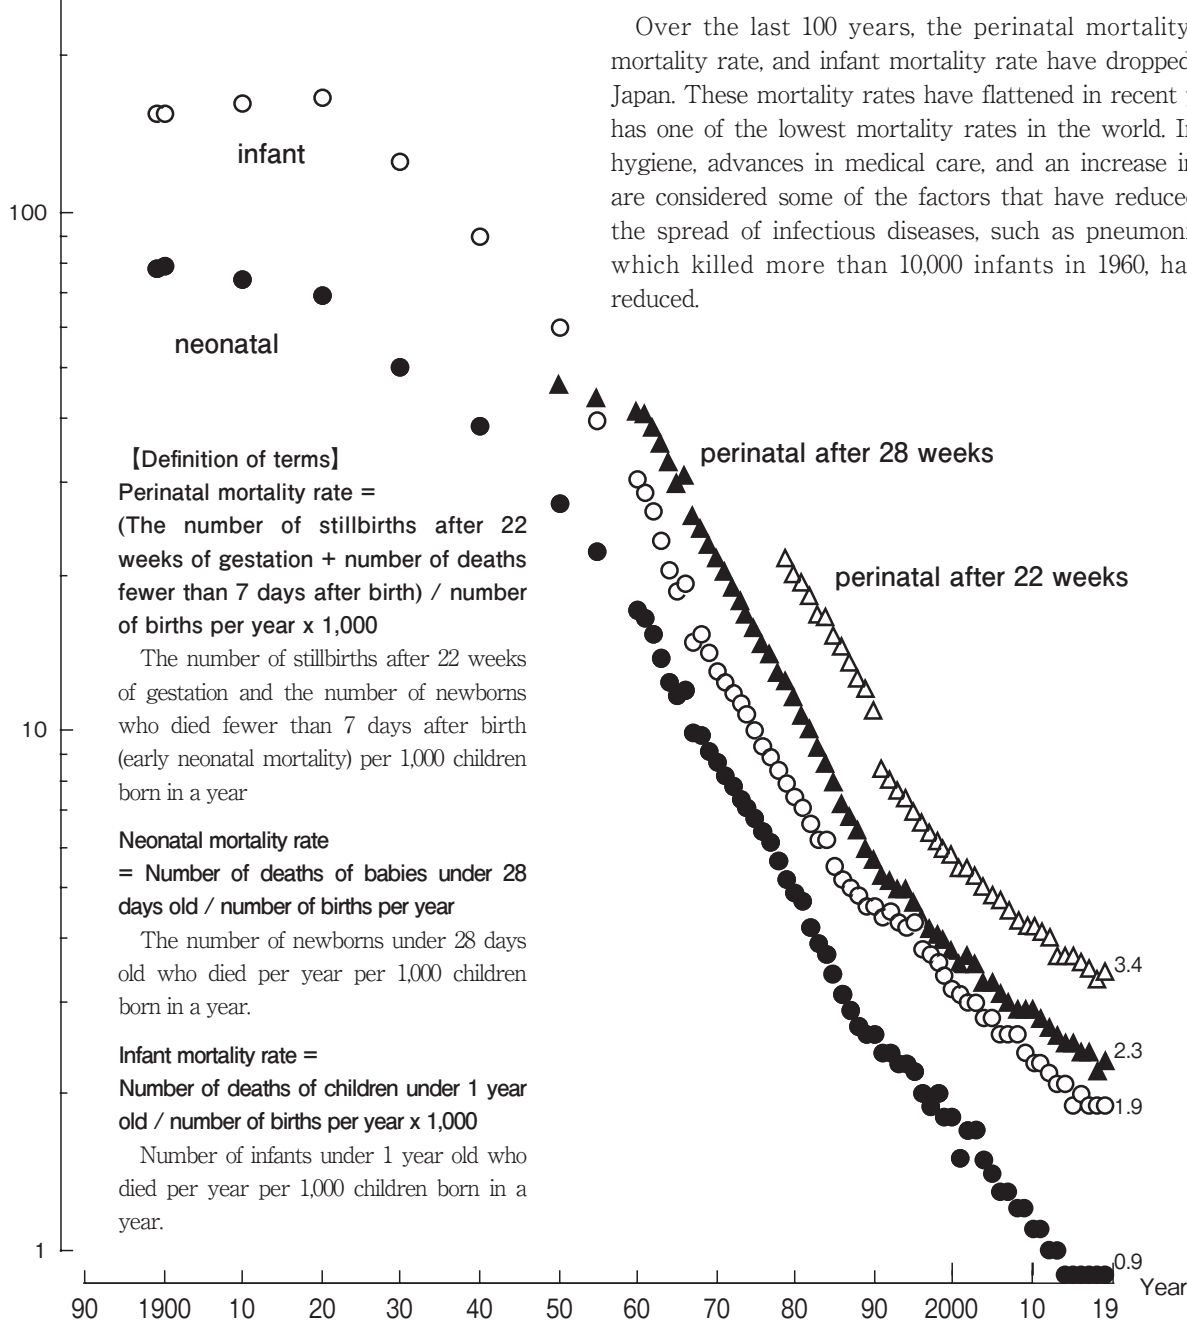 Over the last 100 years, the perinatal mortality
mortality rate, and infant mortality rate have dropped
Japan. These mortality rates have flattened in recent
has one of the lowest mortality rates in the world.
hygiene, advances in medical care, and an increase in
are considered some of the factors that have reduced
the spread of infectious diseases, such as
which killed more than 10,000 infants in 1960,
reduced.
infant
100
neonatal
perinatal after 28 weeks
perinatal after 22 weeks
【Definition of terms】
Perinatal mortality rate =
(The number of stillbirths after 22
weeks of gestation + number of deaths
fewer than 7 days after birth) / number
of births per year x 1,000
The number of stillbirths after 22 weeks
of gestation and the number of newborns
who died fewer than 7 days after birth
(early neonatal mortality) per 1,000 children
born in a year
10
Neonatal mortality rate
= Number of deaths of babies under 28
days old / number of births per year
The number of newborns under 28 days
old who died per year per 1,000 children
born in a year.
Infant mortality rate =
Number of deaths of children under 1 year
old / number of births per year x 1,000
Number of infants under 1 year old who
died per year per 1,000 children born in a
year.
3.4
2.3
1.9
0.9
1
90 1900 10 20 30 40 50 60 70 80 90 2000 10 19
Year